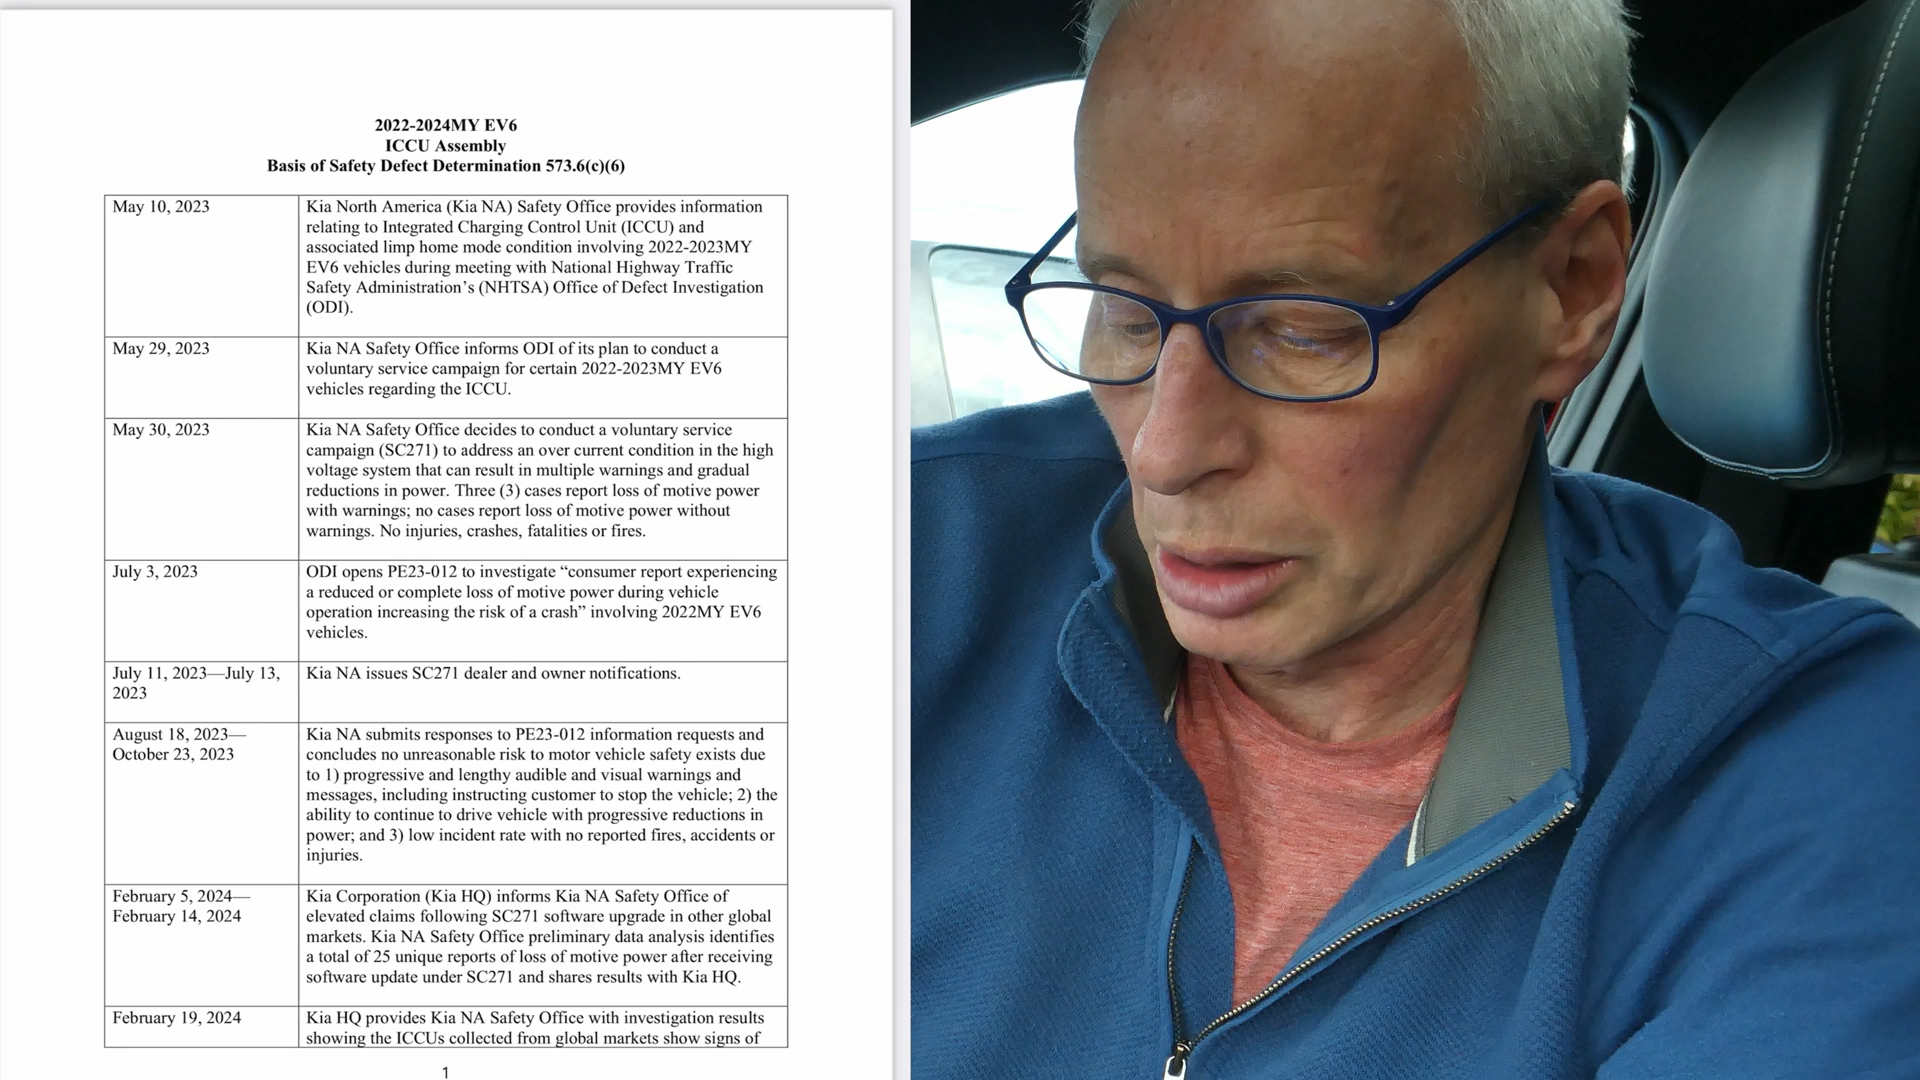 2022-2024MY EV6
ICCU Assembly
Basis of Safety Defect Determination 573.6(c)(6)
May 10, 2023
Kia North America (Kia NA) Safety Office provides information
relating to Integrated Charging Control Unit (ICCU) and
associated limp home mode condition involving 2022-2023MY
EV6 vehicles during meeting with National Highway Traffic
Safety Administration’s (NHTSA) Office of Defect Investigation
(ODI).
May 29, 2023
Kia NA Safety Office informs ODI of its plan to conduct a
voluntary service campaign for certain 2022-2023MY EV6
vehicles regarding the ICCU.
May 30, 2023
Kia NA Safety Office decides to conduct a voluntary service
campaign (SC271) to address an over current condition in the high
voltage system that can result in multiple warnings and gradual
reductions in power. Three (3) cases report loss of motive power
with warnings; no cases report loss of motive power without
warnings. No injuries, crashes, fatalities or fires.
July 3, 2023
ODI opens PE23-012 to investigate “consumer report experiencing
a reduced or complete loss of motive power during vehicle
operation increasing the risk of a crash” involving 2022MY EV6
vehicles.
July 11, 2023—July 13,
2023
Kia NA issues SC271 dealer and owner notifications.
August 18, 2023—
October 23, 2023
Kia NA submits responses to PE23-012 information requests and
concludes no unreasonable risk to motor vehicle safety exists due
to 1) progressive and lengthy audible and visual warnings and
messages, including instructing customer to stop the vehicle; 2) the
ability to continue to drive vehicle with progressive reductions in
power; and 3) low incident rate with no reported fires, accidents or
injuries.
February 5, 2024—
February 14, 2024
Kia Corporation (Kia HQ) informs Kia NA Safety Office of
elevated claims following SC271 software upgrade in other global
markets. Kia NA Safety Office preliminary data analysis identifies
a total of 25 unique reports of loss of motive power after receiving
software update under SC271 and shares results with Kia HQ.
February 19, 2024
Kia HQ provides Kia NA Safety Office with investigation results
showing the ICCUs collected from global markets show signs of
1